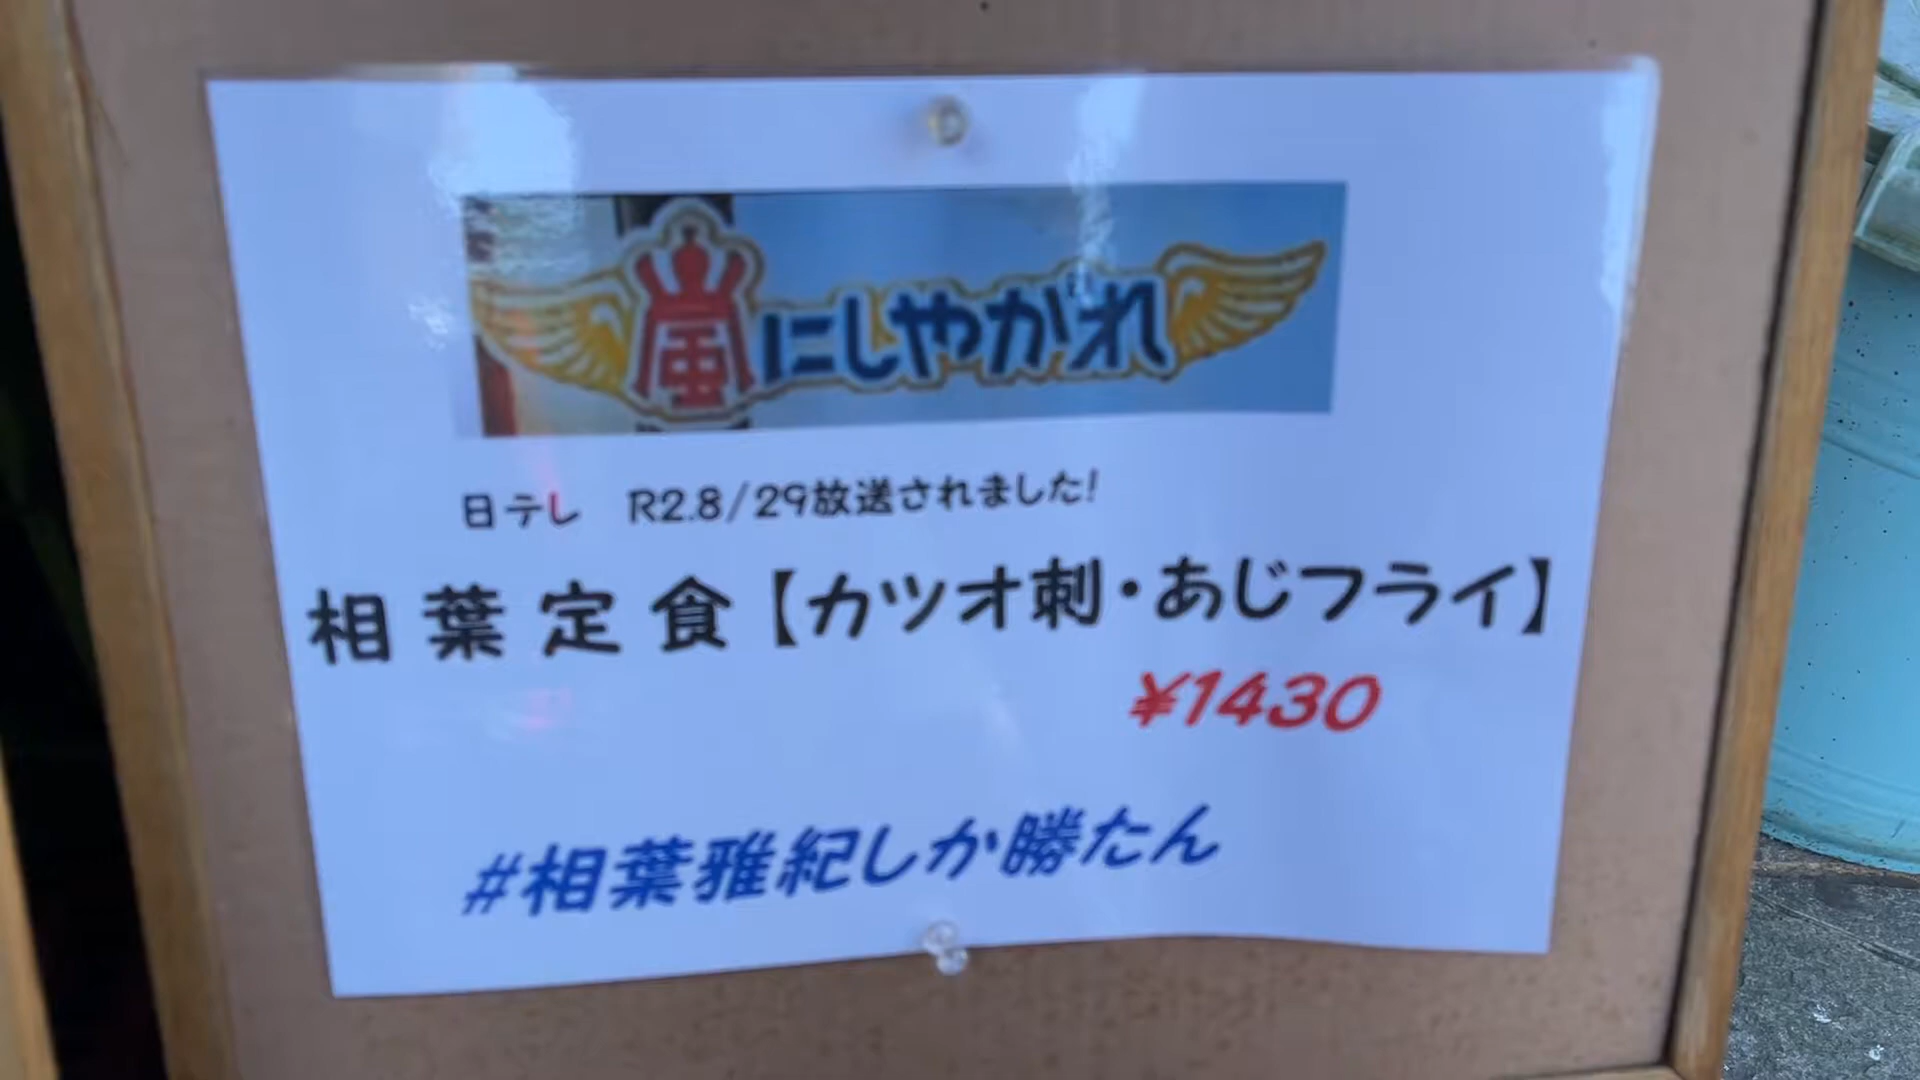 嵐にしやがれ
日テレ　R2.8/29放送されました!
相葉定食【カツオ刺・あじフライ】
¥1430
#相葉雅紀しか勝たん